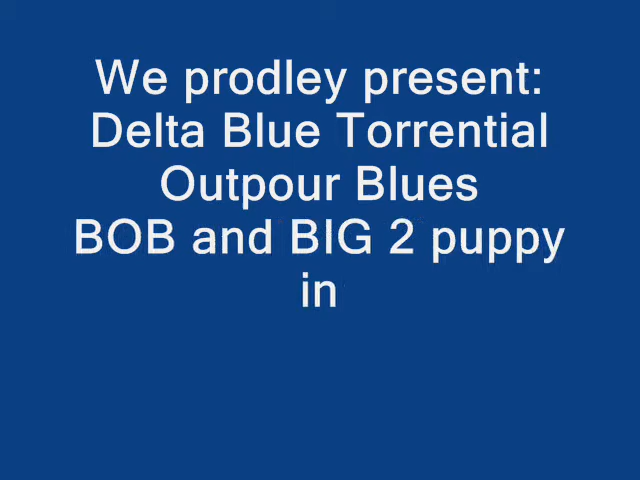 We prodley present:
Delta Blue Torrential
Outpour Blues
BOB and BIG 2 puppy
in